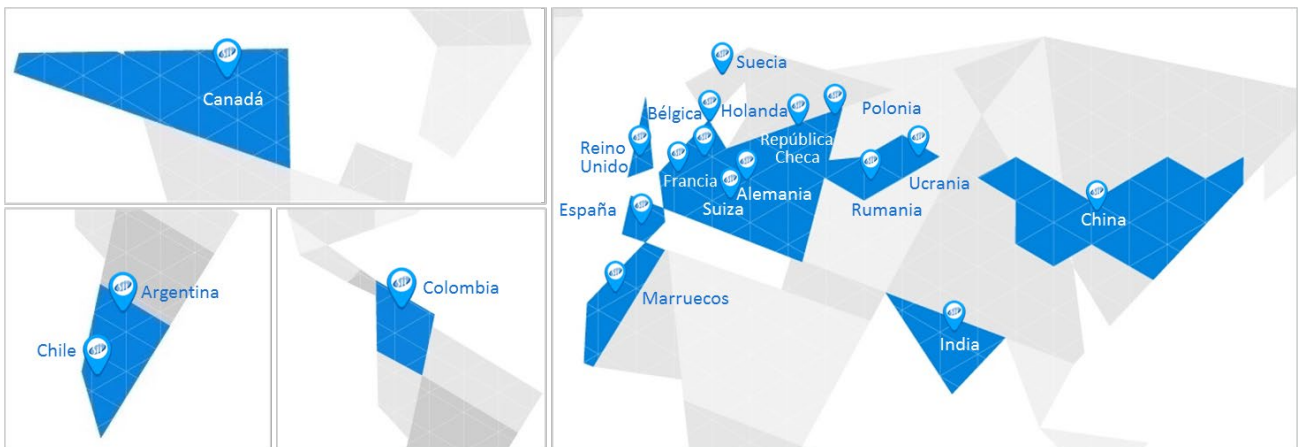 Canadá
Argentina
Chile
Colombia
Suecia
Bélgica
Holanda
Polonia
Reino
Unido
República
Checa
Francia
Alemania
Suiza
Ucrania
Rumania
España
China
Marruecos
India